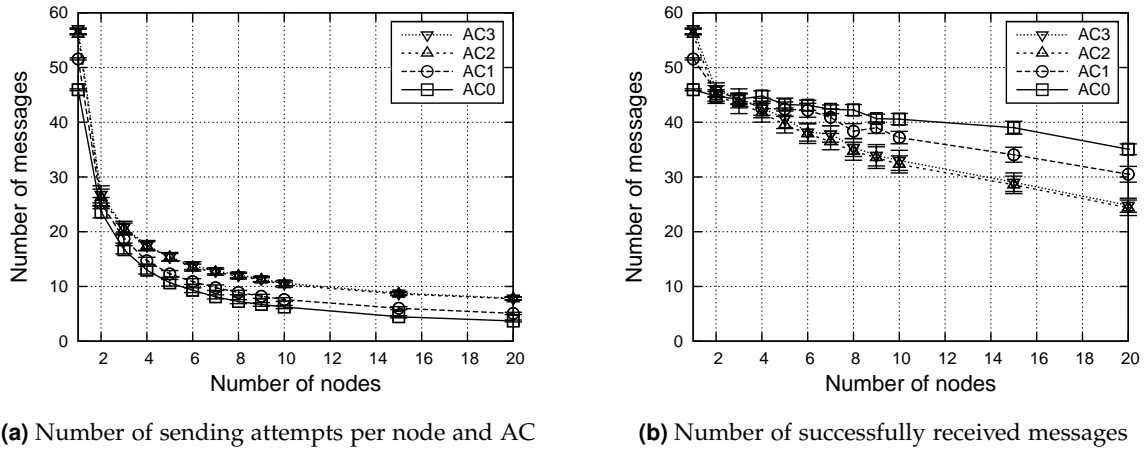 60
50
40
30
20
10
0
Number of messages
AC3
AC2
AC1
AC0
2 4 6 8 10 12 14 16 18 20
Number of nodes
(a) Number of sending attempts per node and AC
60
50
40
30
20
10
0
Number of messages
AC3
AC2
AC1
AC0
2 4 6 8 10 12 14 16 18 20
Number of nodes
(b) Number of successfully received messages